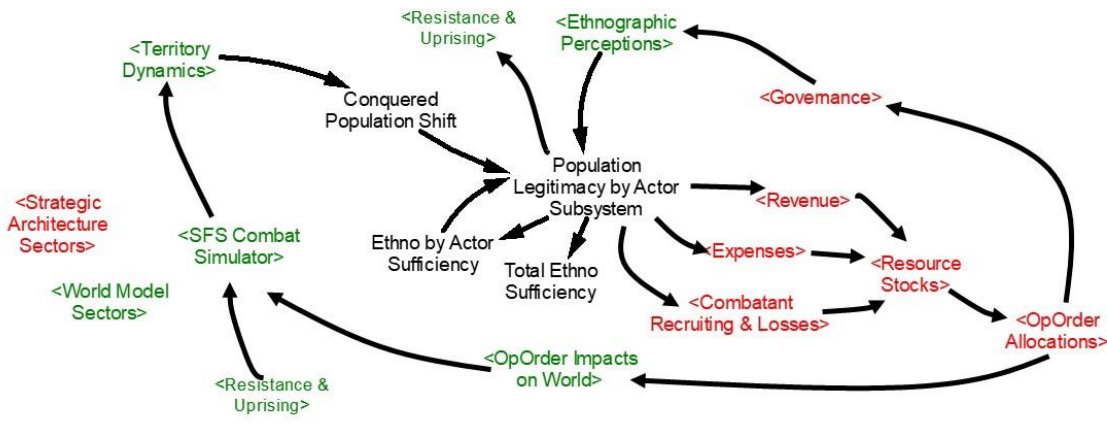 <Resistance &
Uprising>
<Ethnographic
Perceptions>
<Territory
Dynamics>
Conquered
Population Shift
<Governance>
Population
Legitimacy by Actor
Subsystem
<Strategic
Architecture
Sectors>
<SFS Combat
Simulator>
Ethno by Actor
Sufficiency
Total Ethno
Sufficiency
<Revenue>
<Expenses>
<Resource
Stocks>
<World Model
Sectors>
<Combatant
Recruiting & Losses>
<OpOrder
Allocations>
<OpOrder Impacts
on World>
<Resistance &
Uprising>